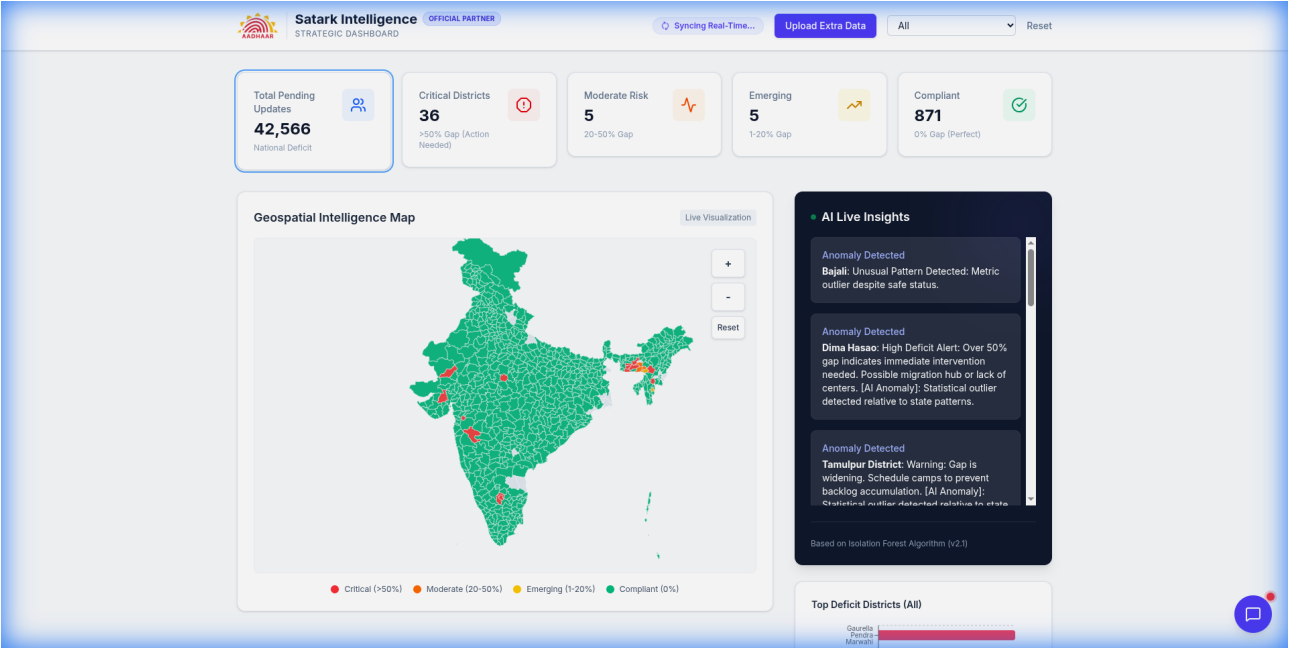 AADHAAR
Satark Intelligence
OFFICIAL PARTNER
STRATEGIC DASHBOARD
Syncing Real-Time...
Upload Extra Data
All
Reset
Total Pending
Updates
42,566
National Deficit
Critical Districts
36
>50% Gap (Action
Needed)
Moderate Risk
5
20-50% Gap
Emerging
5
1-20% Gap
Compliant
871
0% Gap (Perfect)
Geospatial Intelligence Map
Live Visualization
+
-
Reset
Critical (>50%)
Moderate (20-50%)
Emerging (1-20%)
Compliant (0%)
AI Live Insights
Anomaly Detected
Bajali: Unusual Pattern Detected: Metric
outlier despite safe status.
Anomaly Detected
Dima Hasao: High Deficit Alert: Over 50%
gap indicates immediate intervention
needed. Possible migration hub or lack of
centers. [AI Anomaly]: Statistical outlier
detected relative to state patterns.
Anomaly Detected
Tamulpur District: Warning: Gap is
widening. Schedule camps to prevent
backlog accumulation. [AI Anomaly]:
Statistical outlier detected relative to state
Based on Isolation Forest Algorithm (v2.1)
Top Deficit Districts (All)
Gaurella
Pendra
Marwahi